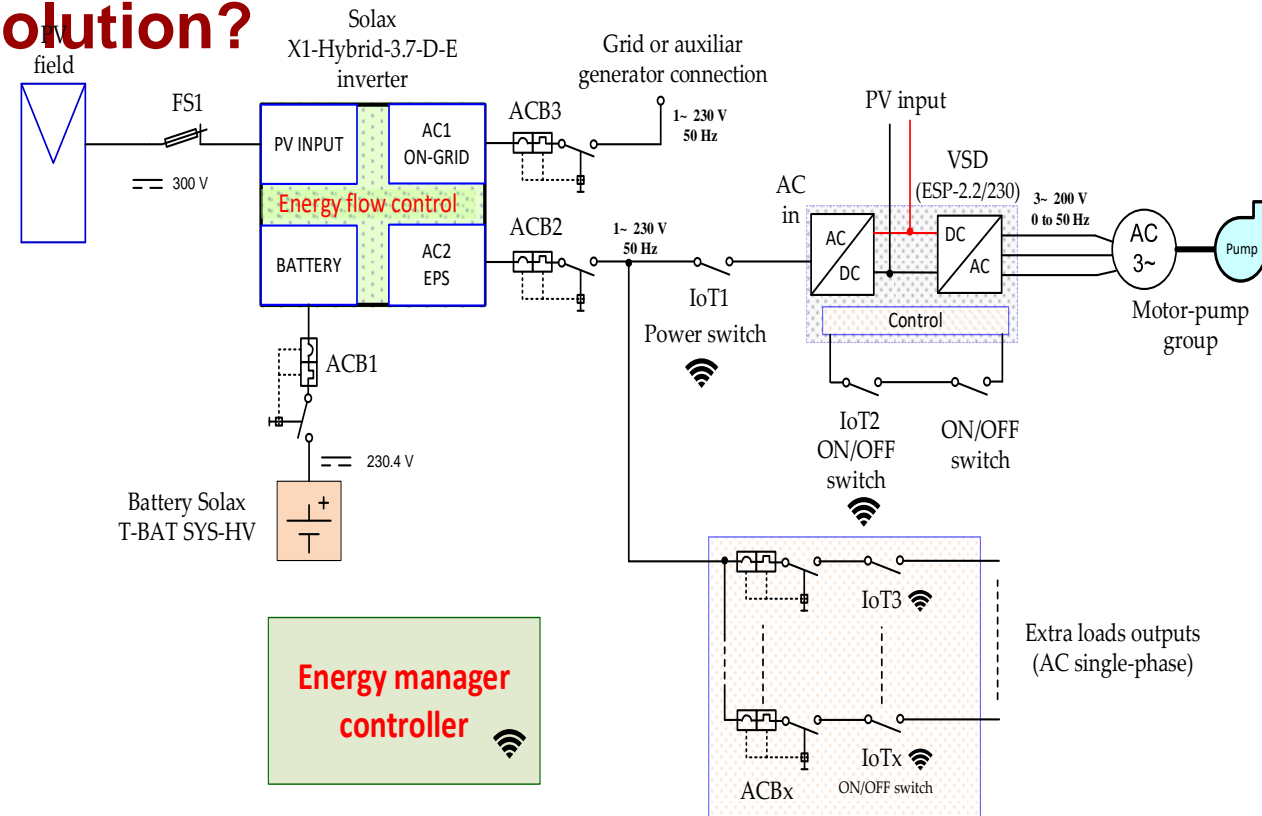 olution?
PV
field
FS1
300 V
Solax
X1-Hybrid-3.7-D-E
inverter
PV INPUT
AC1
ON-GRID
Energy flow control
BATTERY
AC2
EPS
ACB3
Grid or auxiliar
generator connection
1~ 230 V
50 Hz
ACB2
1~ 230 V
50 Hz
IoT1
Power switch
PV input
AC
in
VSD
(ESP-2.2/230)
AC
DC
DC
AC
Control
3~ 200 V
0 to 50 Hz
AC
3~
Pump
Motor-pump
group
IoT2
ON/OFF
switch
ON/OFF
switch
ACB1
230.4 V
Battery Solax
T-BAT SYS-HV
+
Energy manager
controller
IoT3
Extra loads outputs
(AC single-phase)
IoTx
ON/OFF switch
ACBx